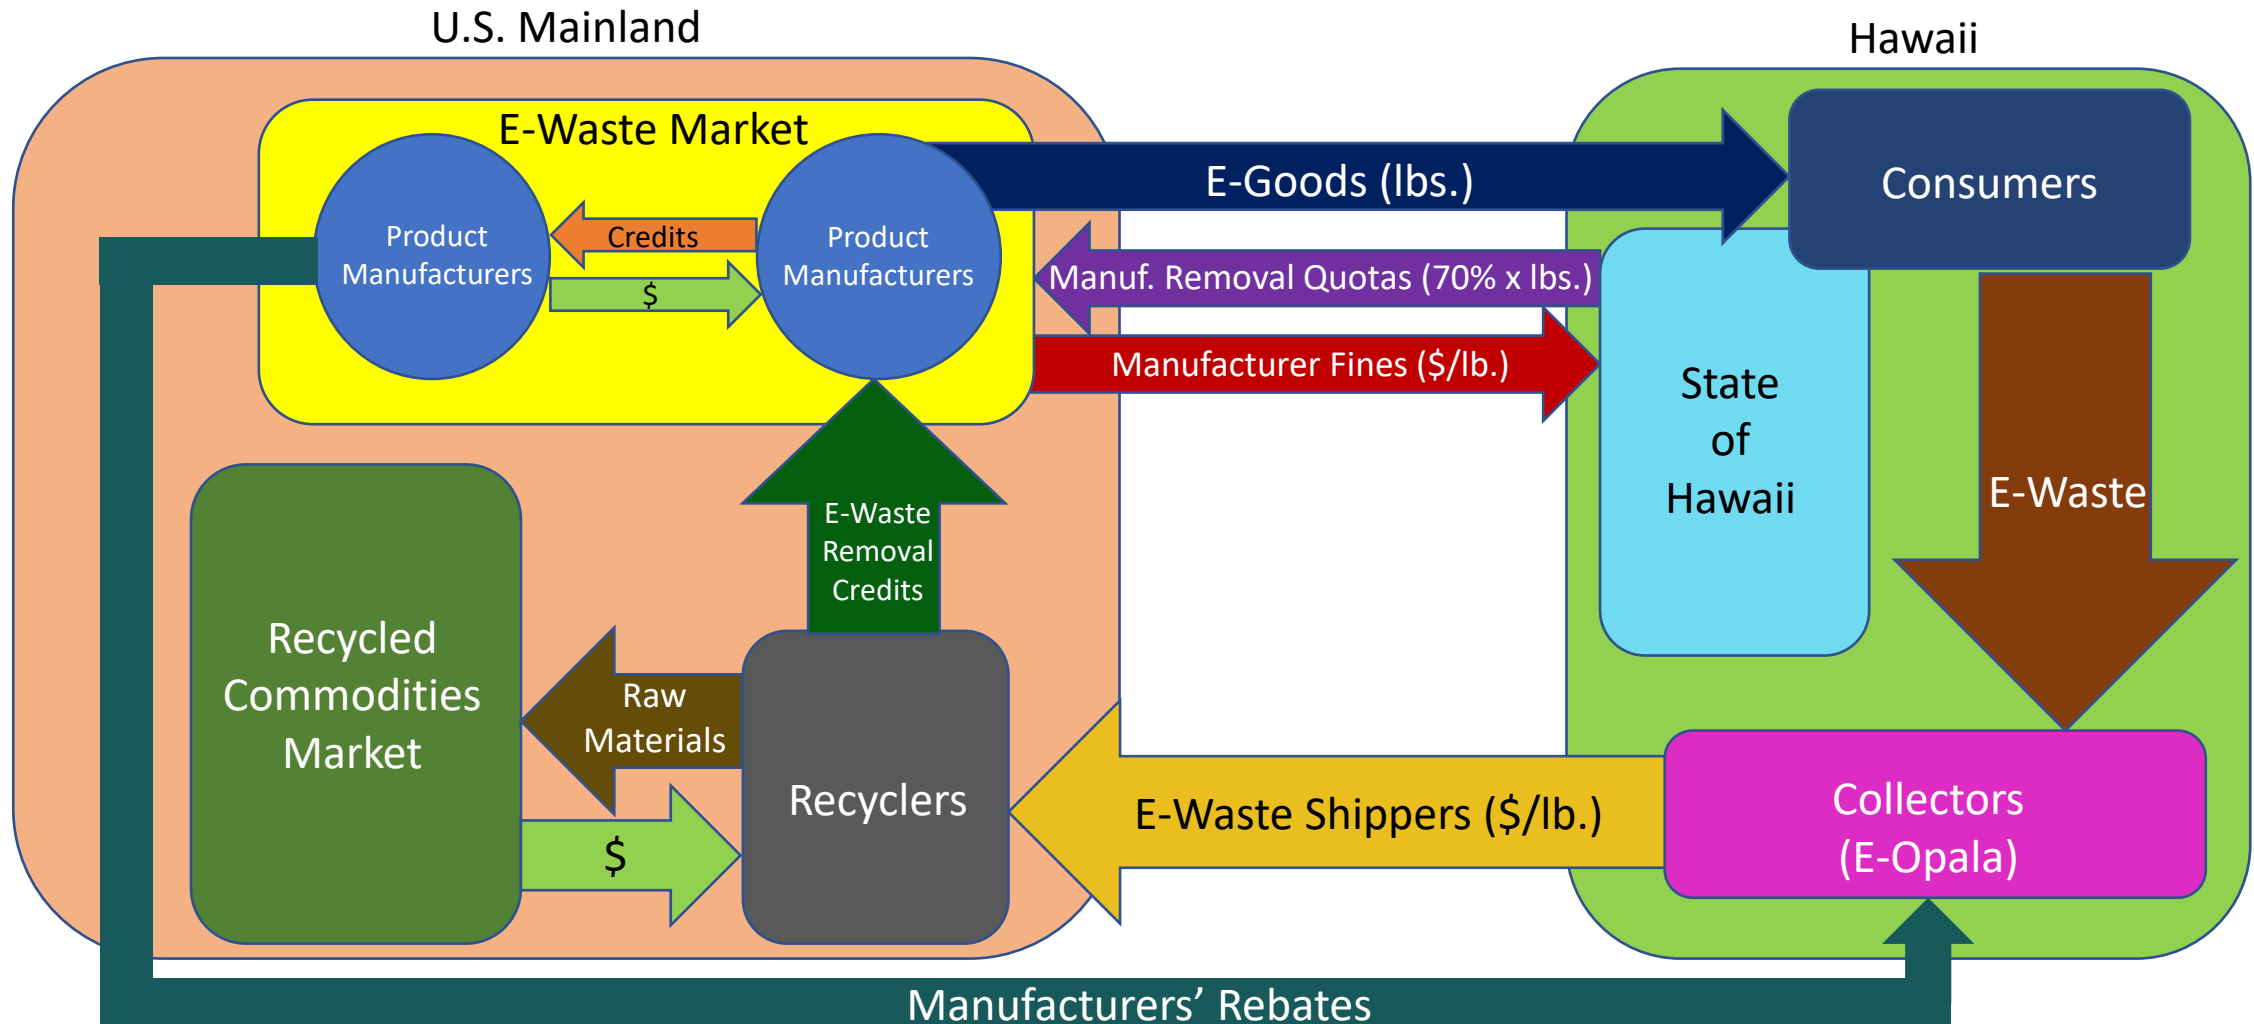 U.S. Mainland
Hawaii
E-Waste Market
Product
Manufacturers
Credits
$
Product
Manufacturers
E-Goods (lbs.)
Consumers
Manuf. Removal Quotas (70% x lbs.)
Manufacturer Fines ($/lb.)
State
of
Hawaii
E-Waste
E-Waste
Removal
Credits
Recycled
Commodities
Market
Raw
Materials
$
Recyclers
E-Waste Shippers ($/lb.)
Collectors
(E-Opala)
Manufacturers’ Rebates